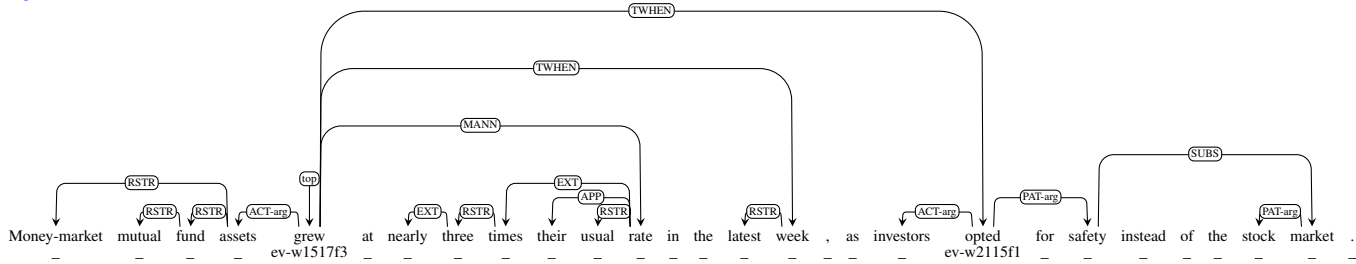 TWHEN
TWHEN
MANN
SUBS
RSTR top EXT
APP PAT-arg
RSTR RSTR ACT-arg EXT RSTR RSTR RSTR ACT-arg PAT-arg
Money-market mutual fund assets grew at nearly three times their usual rate in the latest week , as investors opted for safety instead of the stock market .
_ _ _ _ ev-w1517f3 _ _ _ _ _ _ _ _ _ _ _ _ _ _ ev-w2115f1 _ _ _ _ _ _ _ _